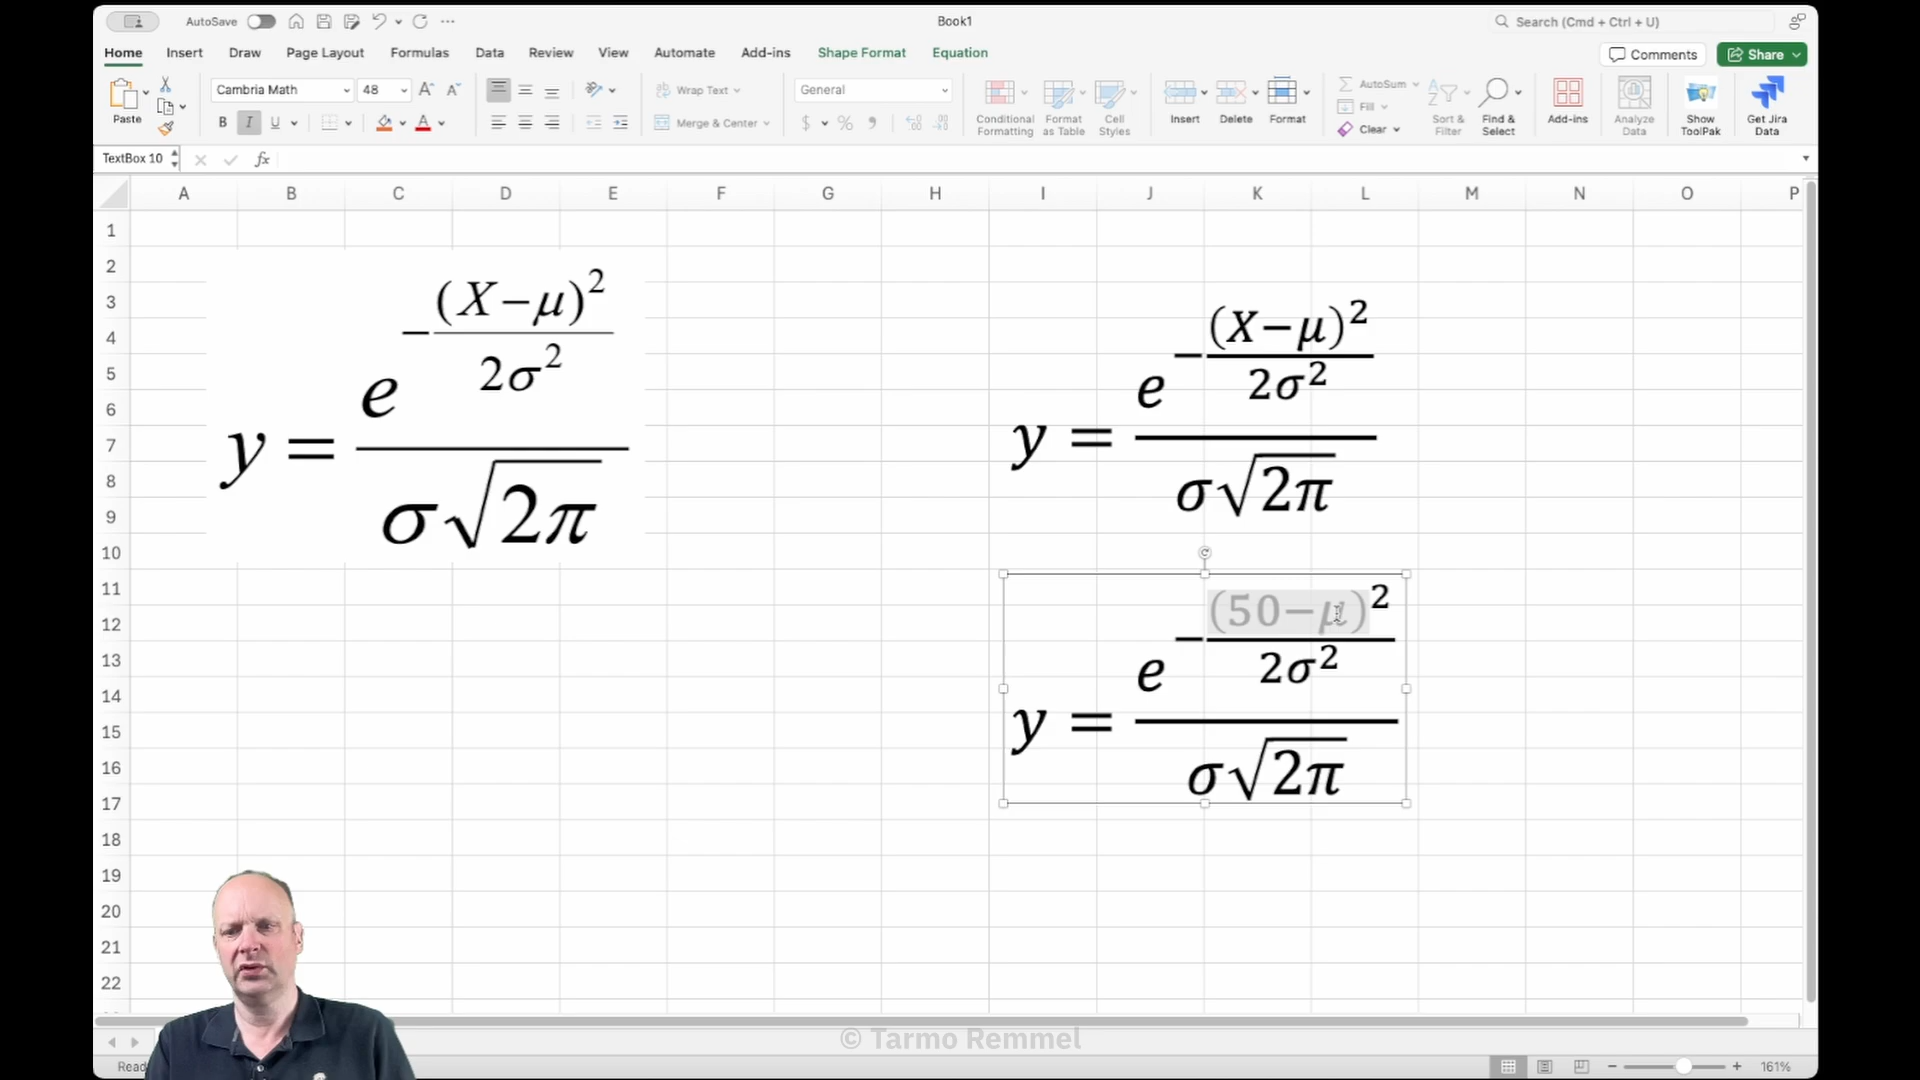 AutoSave
Book1
Search (Cmd + Ctrl + U)
Home Insert Draw Page Layout Formulas Data Review View Automate Add-ins Shape Format Equation
Comments
Share
Paste
Cambria Math 48 A A
B I U A
Wrap Text
Merge & Center
General
$ % 9
Conditional Formatting
Format as Table
Cell Styles
Insert
Delete
Format
AutoSum
Fill
Clear
Sort & Filter
Find & Select
Add-ins
Analyze Data
Show ToolPak
Get Jira Data
TextBox 10
fx
A B C D E F G H I J K L M N O P
1
2
3
4
5
6
7
8
9
10
11
12
13
14
15
16
17
18
19
20
21
22
y = e^(−(X−μ)²/2σ²) / σ√2π
y = e^(−(X−μ)²/2σ²) / σ√2π
y = e^(−(50−μ)²/2σ²) / σ√2π
© Tarmo Remmel
Read
161%